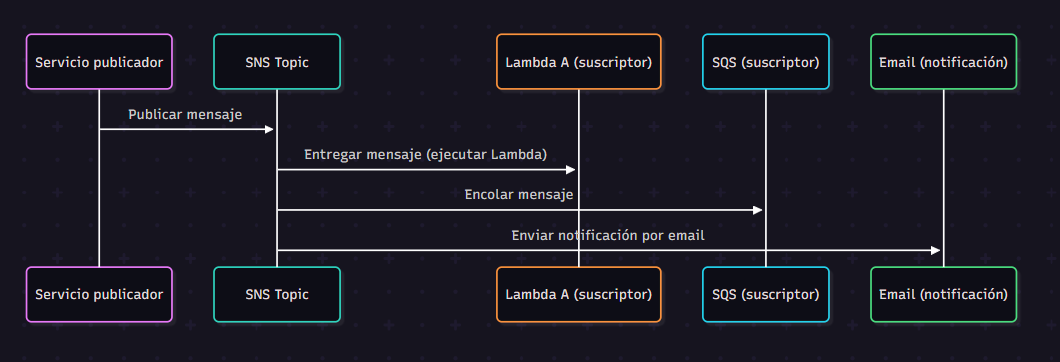 Servicio publicador
SNS Topic
Lambda A (suscriptor)
SQS (suscriptor)
Email (notificación)
Publicar mensaje
Entregar mensaje (ejecutar Lambda)
Encolar mensaje
Enviar notificación por email
Servicio publicador
SNS Topic
Lambda A (suscriptor)
SQS (suscriptor)
Email (notificación)